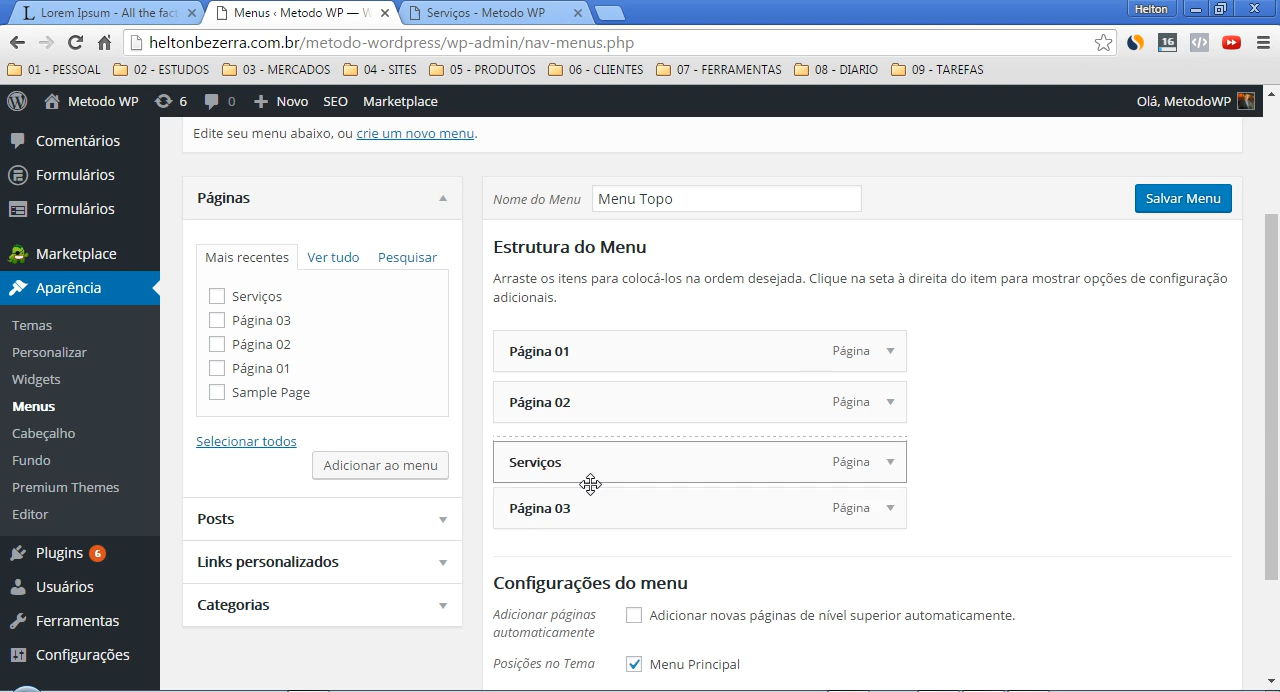 Lorem Ipsum - All the fact
Menus ‹ Metodo WP — W
Serviços - Metodo WP
Helton
heltonbezerra.com.br/metodo-wordpress/wp-admin/nav-menus.php
16
01 - PESSOAL
02 - ESTUDOS
03 - MERCADOS
04 - SITES
05 - PRODUTOS
06 - CLIENTES
07 - FERRAMENTAS
08 - DIARIO
09 - TAREFAS
Metodo WP
6
0
Novo
SEO
Marketplace
Olá, MetodoWP
Comentários
Formulários
Formulários
Marketplace
Aparência
Temas
Personalizar
Widgets
Menus
Cabeçalho
Fundo
Premium Themes
Editor
Plugins 6
Usuários
Ferramentas
Configurações
Edite seu menu abaixo, ou crie um novo menu.
Páginas
Mais recentes
Ver tudo
Pesquisar
Serviços
Página 03
Página 02
Página 01
Sample Page
Selecionar todos
Adicionar ao menu
Posts
Links personalizados
Categorias
Nome do Menu
Menu Topo
Salvar Menu
Estrutura do Menu
Arraste os itens para colocá-los na ordem desejada. Clique na seta à direita do item para mostrar opções de configuração
adicionais.
Página 01
Página
Página 02
Página
Serviços
Página
Página 03
Página
Configurações do menu
Adicionar páginas
automaticamente
Adicionar novas páginas de nível superior automaticamente.
Posições no Tema
Menu Principal